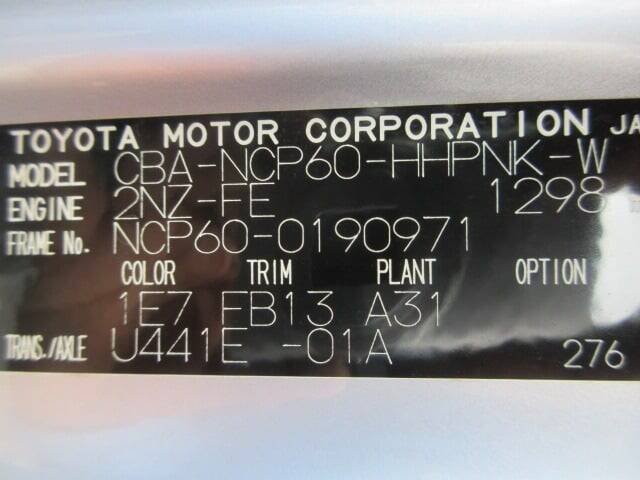 TOYOTA MOTOR CORPORATION JA
MODEL CBA-NCP60-HHPNK-W
ENGINE 2NZ-FE 1298
FRAME No. NCP60-0190971
COLOR TRIM PLANT OPTION
1E7 FB13 A31
TRANS./AXLE U441E -01A 276